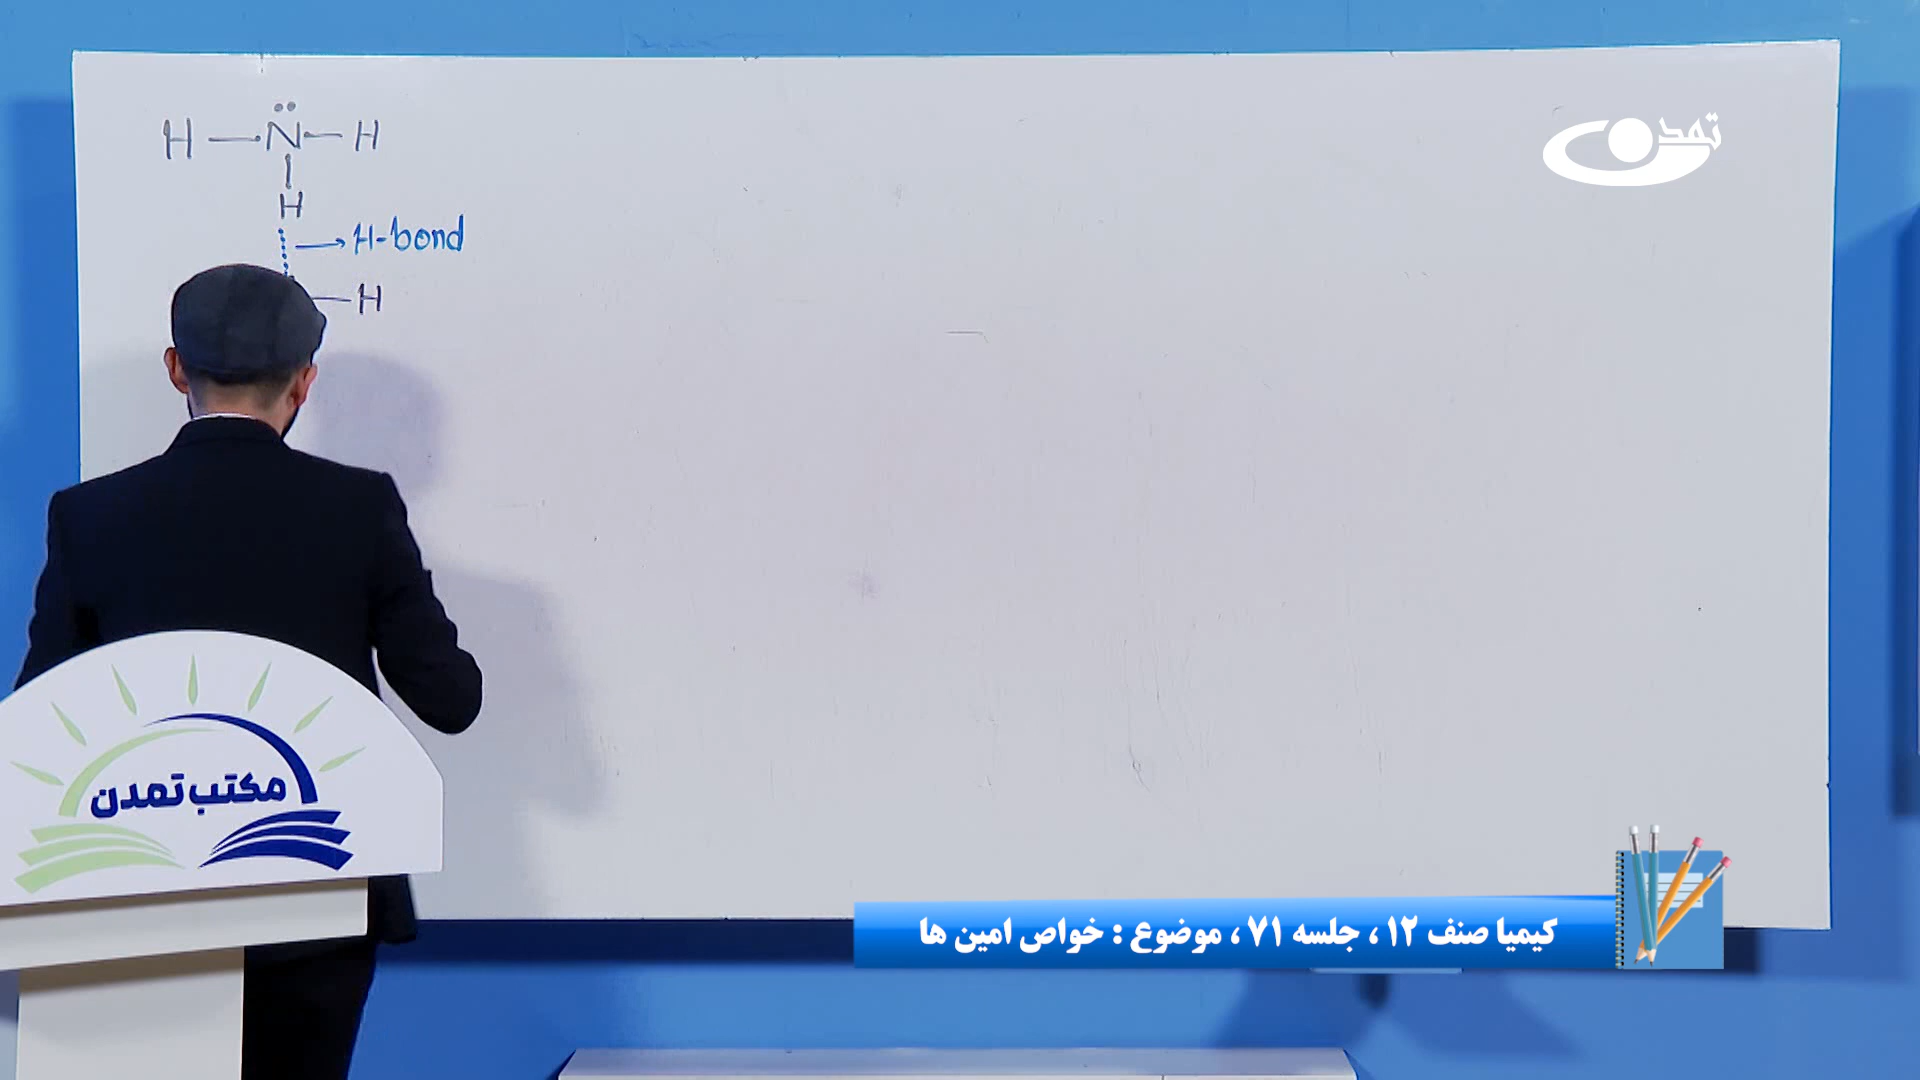 H — N̈ — H
H
→ H-bond
— H
تمدن
مکتب تمدن
کیمیا صنف ۱۲ ، جلسه ۷۱ ، موضوع : خواص امین ها